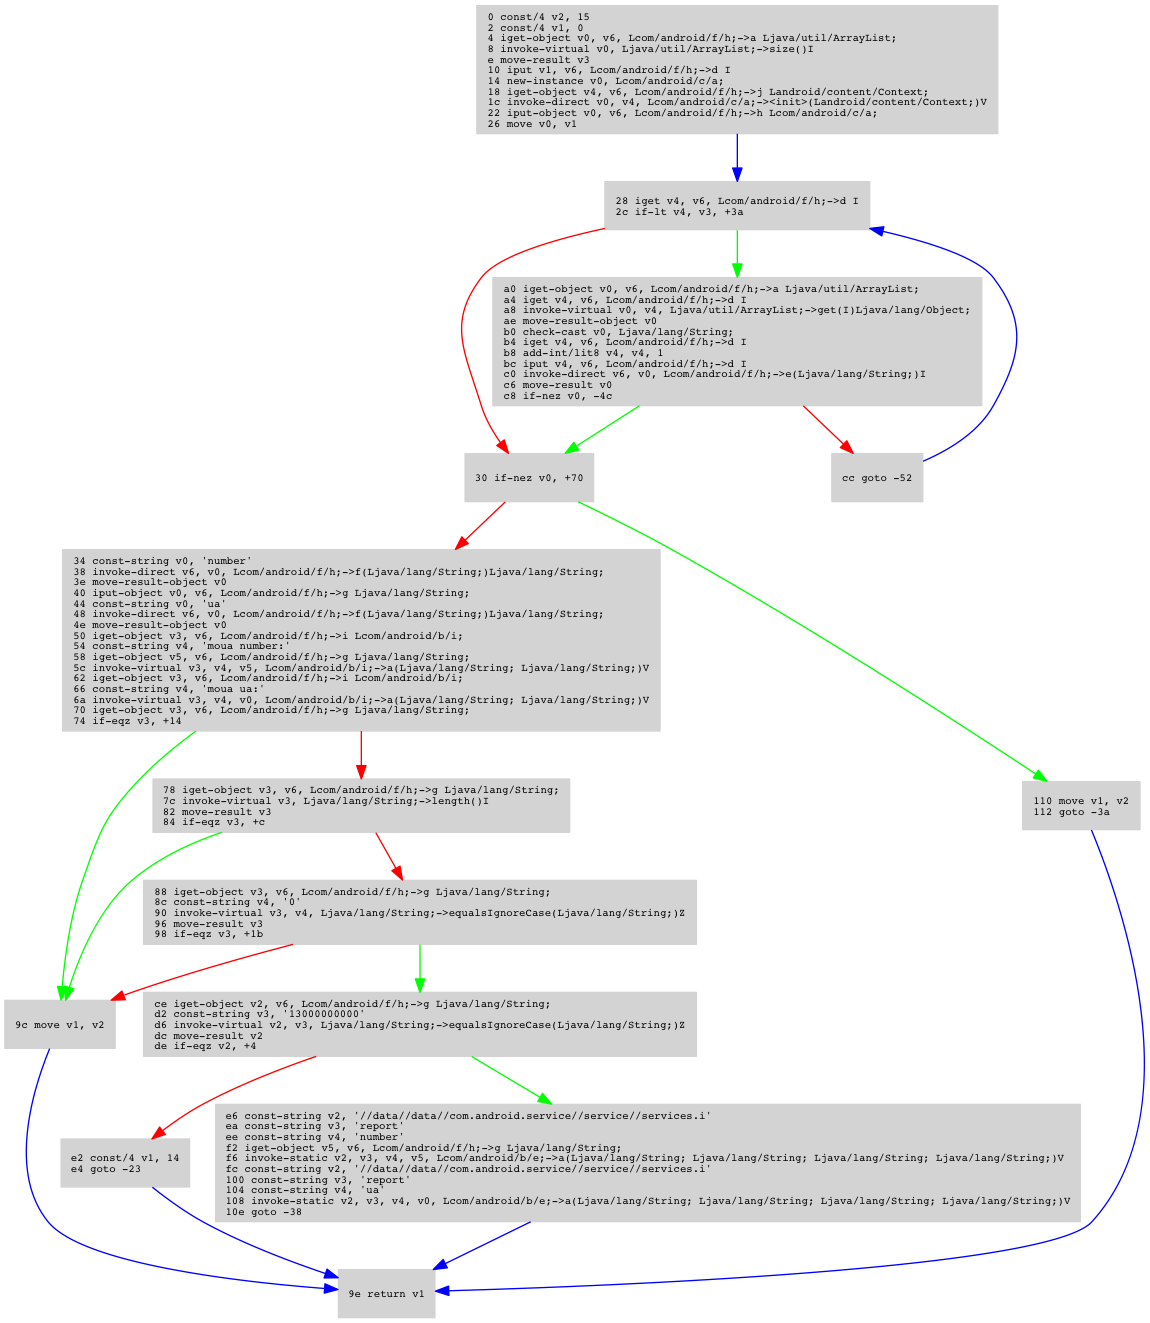 0 const/4 v2, 15
2 const/4 v1, 0
4 iget-object v0, v6, Lcom/android/f/h;->a Ljava/util/ArrayList;
8 invoke-virtual v0, Ljava/util/ArrayList;->size()I
e move-result v3
10 iput v1, v6, Lcom/android/f/h;->d I
14 new-instance v0, Lcom/android/c/a;
18 iget-object v4, v6, Lcom/android/f/h;->j Landroid/content/Context;
1c invoke-direct v0, v4, Lcom/android/c/a;-><init>(Landroid/content/Context;)V
22 iput-object v0, v6, Lcom/android/f/h;->h Lcom/android/c/a;
26 move v0, v1
28 iget v4, v6, Lcom/android/f/h;->d I
2c if-lt v4, v3, +3a
a0 iget-object v0, v6, Lcom/android/f/h;->a Ljava/util/ArrayList;
a4 iget v4, v6, Lcom/android/f/h;->d I
a8 invoke-virtual v0, v4, Ljava/util/ArrayList;->get(I)Ljava/lang/Object;
ae move-result-object v0
b0 check-cast v0, Ljava/lang/String;
b4 iget v4, v6, Lcom/android/f/h;->d I
b8 add-int/lit8 v4, v4, 1
bc iput v4, v6, Lcom/android/f/h;->d I
c0 invoke-direct v6, v0, Lcom/android/f/h;->e(Ljava/lang/String;)I
c6 move-result v0
c8 if-nez v0, -4c
30 if-nez v0, +70
cc goto -52
34 const-string v0, 'number'
38 invoke-direct v6, v0, Lcom/android/f/h;->f(Ljava/lang/String;)Ljava/lang/String;
3e move-result-object v0
40 iput-object v0, v6, Lcom/android/f/h;->g Ljava/lang/String;
44 const-string v0, 'ua'
48 invoke-direct v6, v0, Lcom/android/f/h;->f(Ljava/lang/String;)Ljava/lang/String;
4e move-result-object v0
50 iget-object v3, v6, Lcom/android/f/h;->i Lcom/android/b/i;
54 const-string v4, 'moua number:'
58 iget-object v5, v6, Lcom/android/f/h;->g Ljava/lang/String;
5c invoke-virtual v3, v4, v5, Lcom/android/b/i;->a(Ljava/lang/String; Ljava/lang/String;)V
62 iget-object v3, v6, Lcom/android/f/h;->i Lcom/android/b/i;
66 const-string v4, 'moua ua:'
6a invoke-virtual v3, v4, v0, Lcom/android/b/i;->a(Ljava/lang/String; Ljava/lang/String;)V
70 iget-object v3, v6, Lcom/android/f/h;->g Ljava/lang/String;
74 if-eqz v3, +14
78 iget-object v3, v6, Lcom/android/f/h;->g Ljava/lang/String;
7c invoke-virtual v3, Ljava/lang/String;->length()I
82 move-result v3
84 if-eqz v3, +c
110 move v1, v2
112 goto -3a
88 iget-object v3, v6, Lcom/android/f/h;->g Ljava/lang/String;
8c const-string v4, '0'
90 invoke-virtual v3, v4, Ljava/lang/String;->equalsIgnoreCase(Ljava/lang/String;)Z
96 move-result v3
98 if-eqz v3, +1b
9c move v1, v2
ce iget-object v2, v6, Lcom/android/f/h;->g Ljava/lang/String;
d2 const-string v3, '13000000000'
d6 invoke-virtual v2, v3, Ljava/lang/String;->equalsIgnoreCase(Ljava/lang/String;)Z
dc move-result v2
de if-eqz v2, +4
e2 const/4 v1, 14
e4 goto -23
e6 const-string v2, '//data//data//com.android.service//service//services.i'
ea const-string v3, 'report'
ee const-string v4, 'number'
f2 iget-object v5, v6, Lcom/android/f/h;->g Ljava/lang/String;
f6 invoke-static v2, v3, v4, v5, Lcom/android/b/e;->a(Ljava/lang/String; Ljava/lang/String; Ljava/lang/String; Ljava/lang/String;)V
fc const-string v2, '//data//data//com.android.service//service//services.i'
100 const-string v3, 'report'
104 const-string v4, 'ua'
108 invoke-static v2, v3, v4, v0, Lcom/android/b/e;->a(Ljava/lang/String; Ljava/lang/String; Ljava/lang/String; Ljava/lang/String;)V
10e goto -38
9e return v1